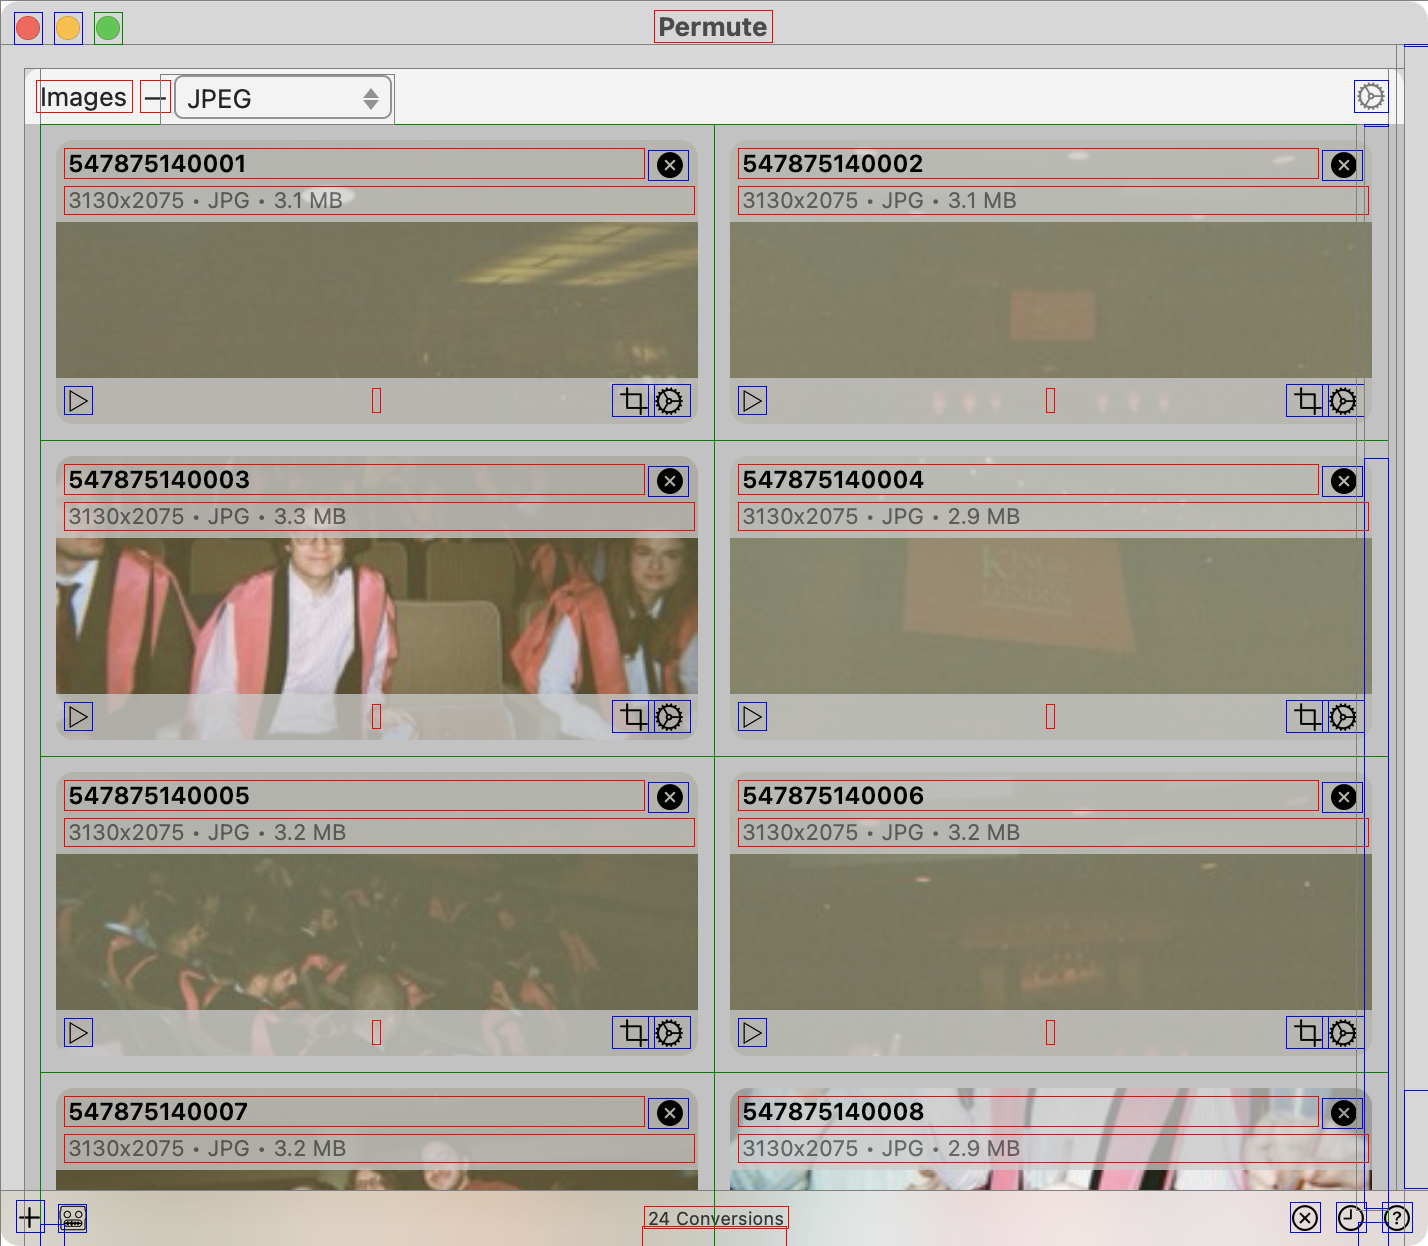 Permute
Images — JPEG
547875140001
3130x2075 • JPG • 3.1 MB
547875140002
3130x2075 • JPG • 3.1 MB
547875140003
3130x2075 • JPG • 3.3 MB
547875140004
3130x2075 • JPG • 2.9 MB
KING'S
LONDON
547875140005
3130x2075 • JPG • 3.2 MB
547875140006
3130x2075 • JPG • 3.2 MB
547875140007
3130x2075 • JPG • 3.2 MB
547875140008
3130x2075 • JPG • 2.9 MB
24 Conversions